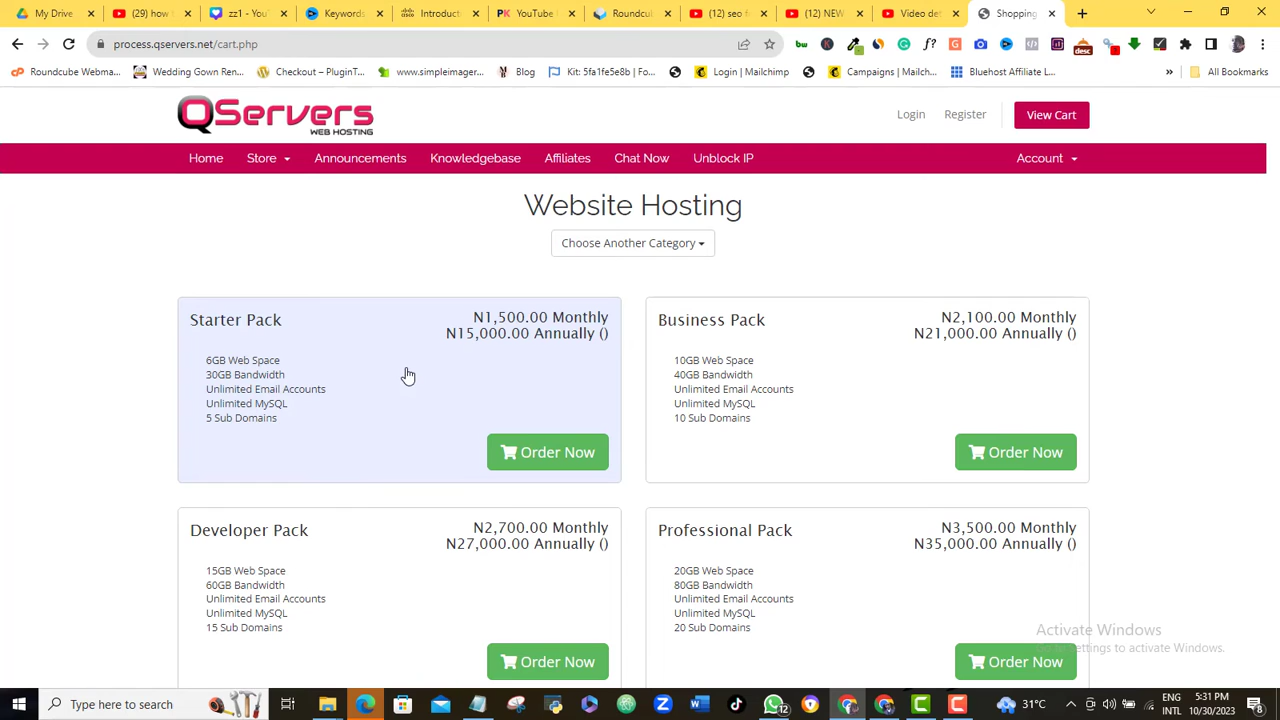 My Drive
(29) how t
zz1 - You
Keywords
Introduct
YouTube
Roundcub
(12) seo f
(12) NEW
Video de
Shopping
process.qservers.net/cart.php
Roundcube Webma...
Wedding Gown Ren...
Checkout – PluginT...
www.simpleimager...
Blog
Kit: 5fa1fe5e8b | Fo...
Login | Mailchimp
Campaigns | Mailch...
Bluehost Affiliate L...
All Bookmarks
QServers
WEB HOSTING
Login
Register
View Cart
Home
Store
Announcements
Knowledgebase
Affiliates
Chat Now
Unblock IP
Account
Website Hosting
Choose Another Category
Starter Pack
N1,500.00 Monthly
N15,000.00 Annually ()
6GB Web Space
30GB Bandwidth
Unlimited Email Accounts
Unlimited MySQL
5 Sub Domains
Order Now
Business Pack
N2,100.00 Monthly
N21,000.00 Annually ()
10GB Web Space
40GB Bandwidth
Unlimited Email Accounts
Unlimited MySQL
10 Sub Domains
Order Now
Developer Pack
N2,700.00 Monthly
N27,000.00 Annually ()
15GB Web Space
60GB Bandwidth
Unlimited Email Accounts
Unlimited MySQL
15 Sub Domains
Order Now
Professional Pack
N3,500.00 Monthly
N35,000.00 Annually ()
20GB Web Space
80GB Bandwidth
Unlimited Email Accounts
Unlimited MySQL
20 Sub Domains
Order Now
Activate Windows
Settings to activate Windows.
Type here to search
12
31°C
ENG
INTL
5:31 PM
10/30/2023
8